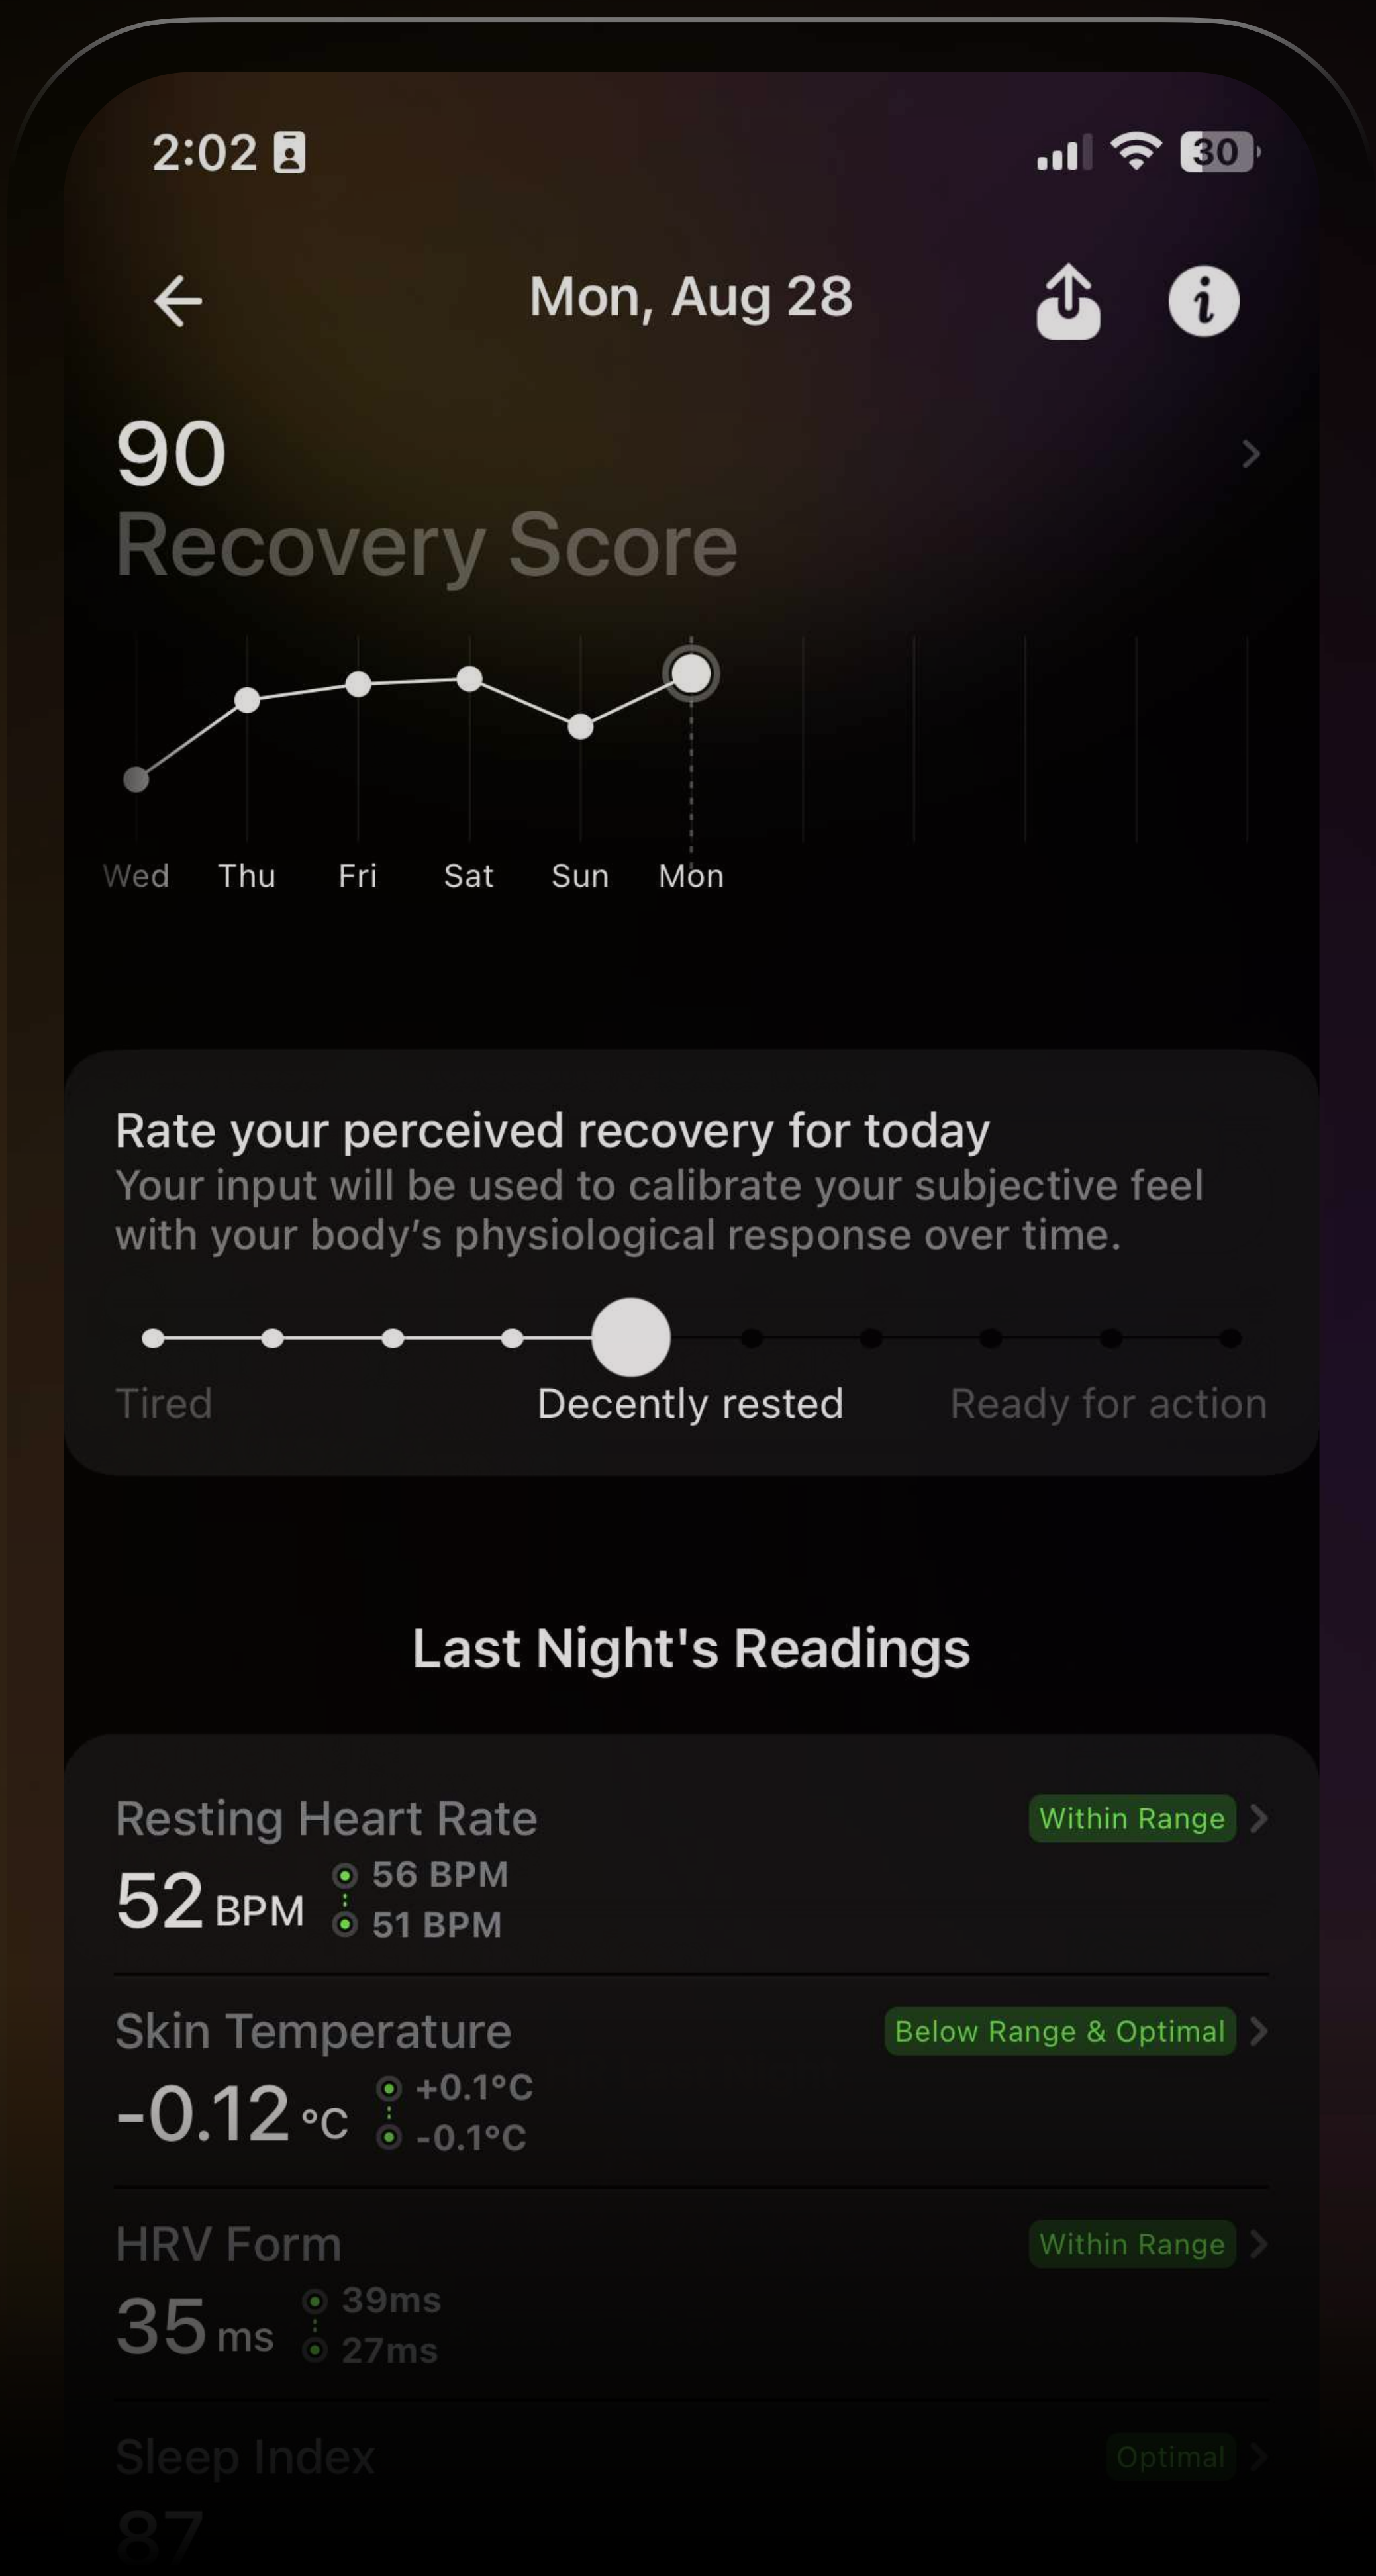 2:02
30
Mon, Aug 28
90
Recovery Score
Wed Thu Fri Sat Sun Mon
Rate your perceived recovery for today
Your input will be used to calibrate your subjective feel
with your body’s physiological response over time.
Tired Decently rested Ready for action
Last Night's Readings
Resting Heart Rate Within Range
52 BPM 56 BPM
51 BPM
Skin Temperature Below Range & Optimal
-0.12 °C +0.1°C
-0.1°C
HRV Form Within Range
35 ms 39ms
27ms
Sleep Index Optimal
87